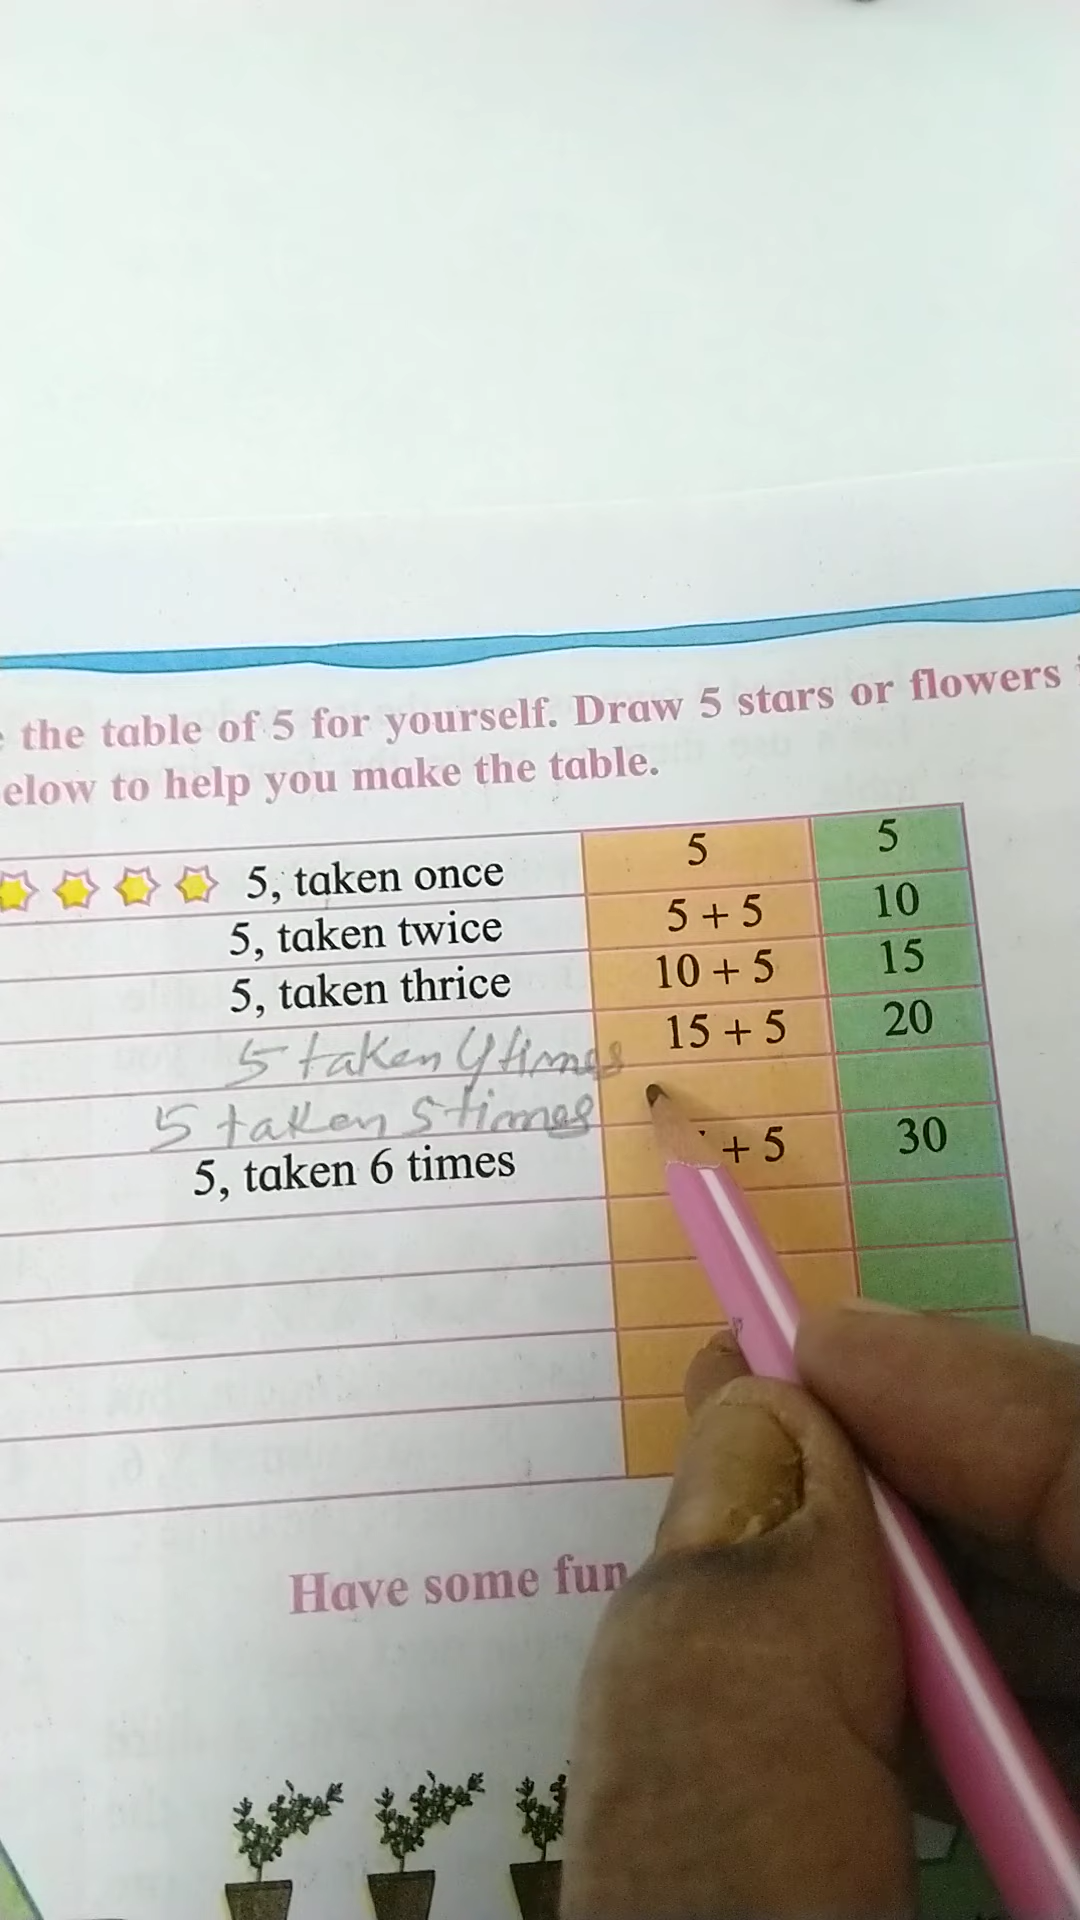 the table of 5 for yourself. Draw 5 stars or flowers
elow to help you make the table.
5, taken once 5 5
5, taken twice 5 + 5 10
5, taken thrice 10 + 5 15
5 taken 4 times 15 + 5 20
5 taken 5 times
5, taken 6 times + 5 30
Have some fun